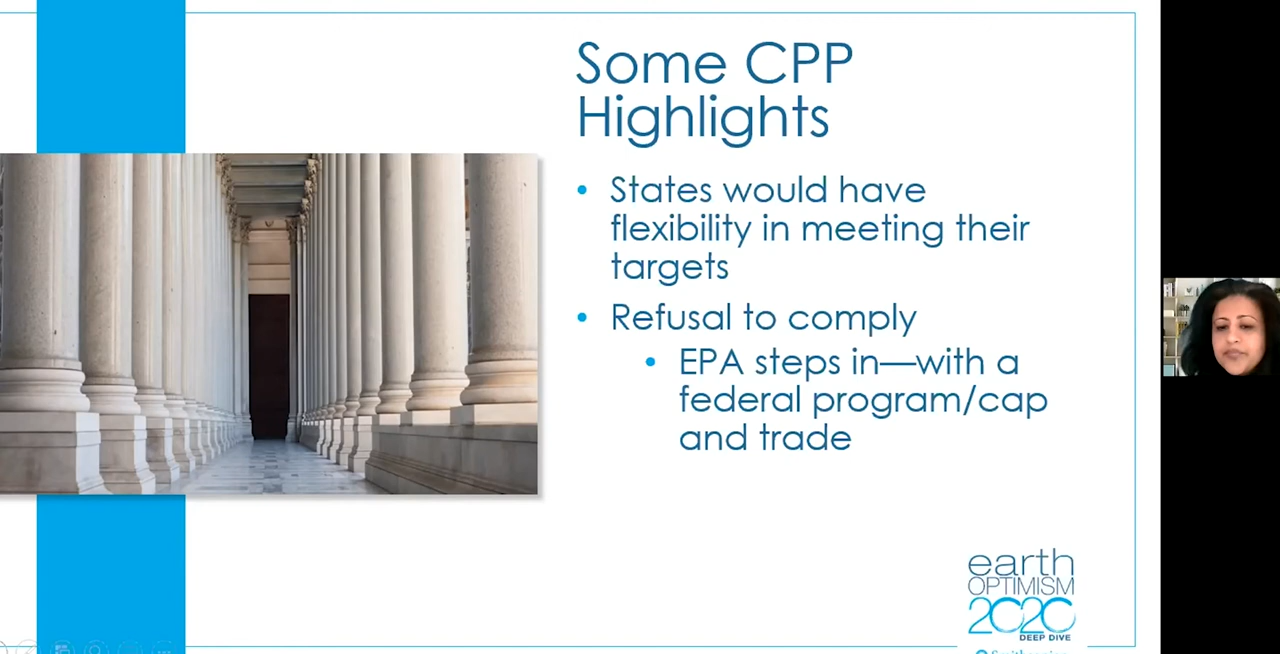 Some CPP
Highlights
• States would have
flexibility in meeting their
targets
• Refusal to comply
• EPA steps in—with a
federal program/cap
and trade
earth
OPTIMISM
2020
DEEP DIVE